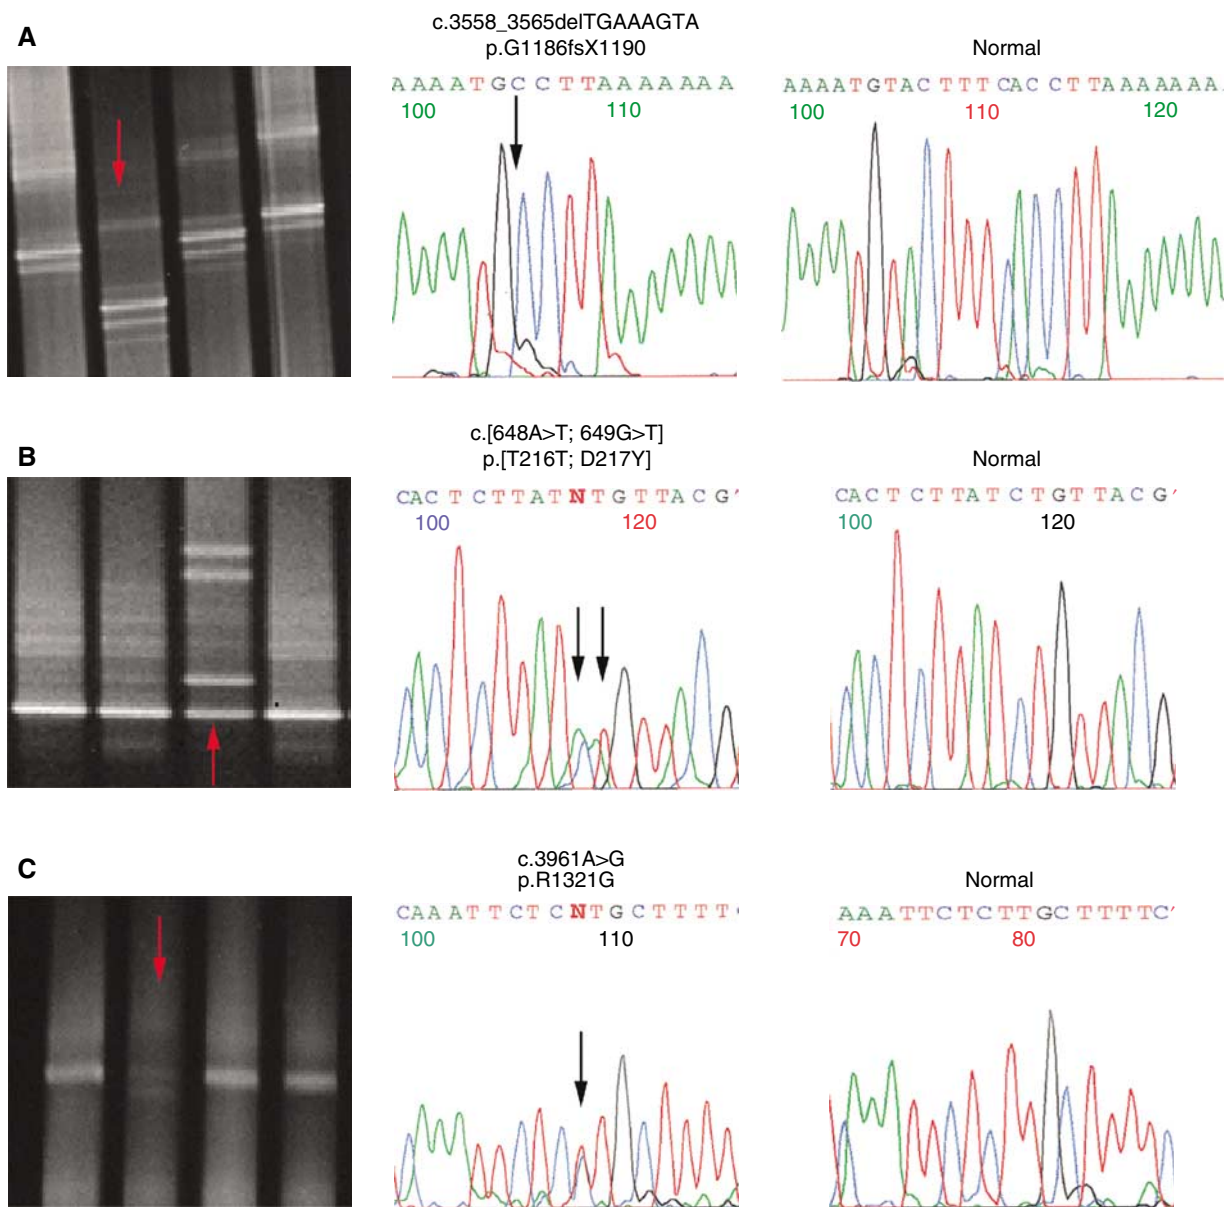 A
c.3558_3565delTGAAAGTA
p.G1186fsX1190
Normal
AAAATGCCTTAAAAAAA
AAAATGTACTTTCACCTTAAAAAAA
100 110
100 110 120
B
c.[648A>T; 649G>T]
p.[T216T; D217Y]
Normal
CACTCTTATNTGTTACG
CACTCTTATCTGTTACG
100 120
100 120
C
c.3961A>G
p.R1321G
Normal
CAAATTCTCNTGCTTTT
AAATTCTCTTGCTTTTC
100 110
70 80